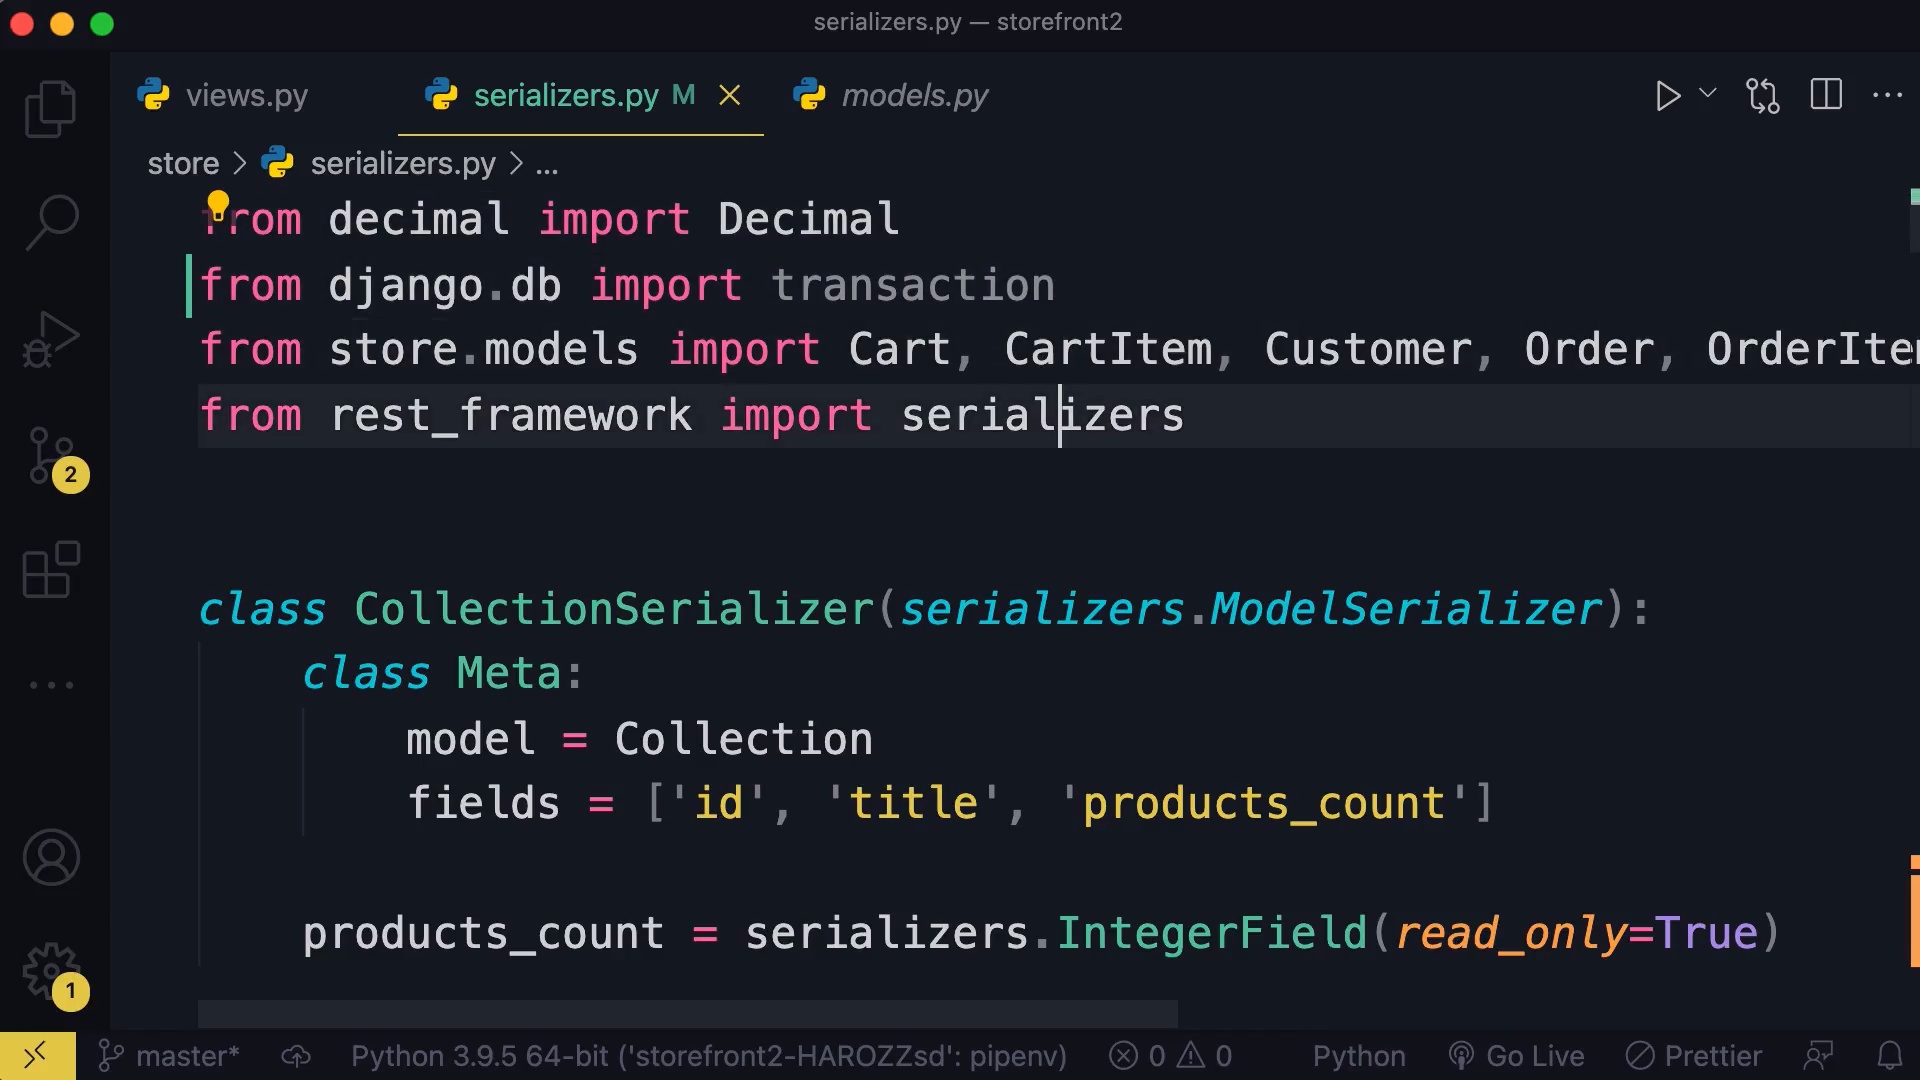 serializers.py — storefront2
views.py serializers.py M models.py
store > serializers.py > ...
from decimal import Decimal
from django.db import transaction
from store.models import Cart, CartItem, Customer, Order,
from rest_framework import serializers
class CollectionSerializer(serializers.ModelSerializer):
class Meta:
model = Collection
fields = ['id', 'title', 'products_count']
products_count = serializers.IntegerField(read_only=True)
2
1
master* Python 3.9.5 64-bit ('storefront2-HAROZZsd': pipenv) 0 0 Python Go Live Prettier